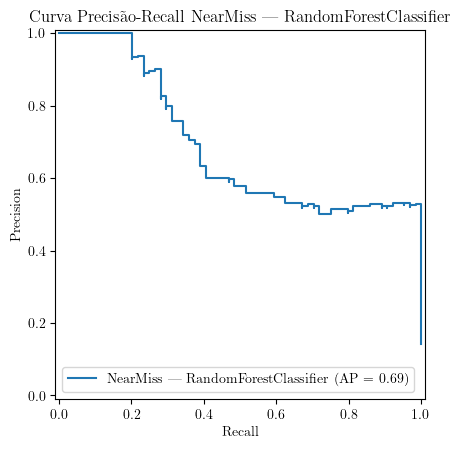 Curva Precisão-Recall NearMiss — RandomForestClassifier
1.0
0.8
0.6
0.4
0.2
0.0
Precision
NearMiss — RandomForestClassifier (AP = 0.69)
0.0 0.2 0.4 0.6 0.8 1.0
Recall